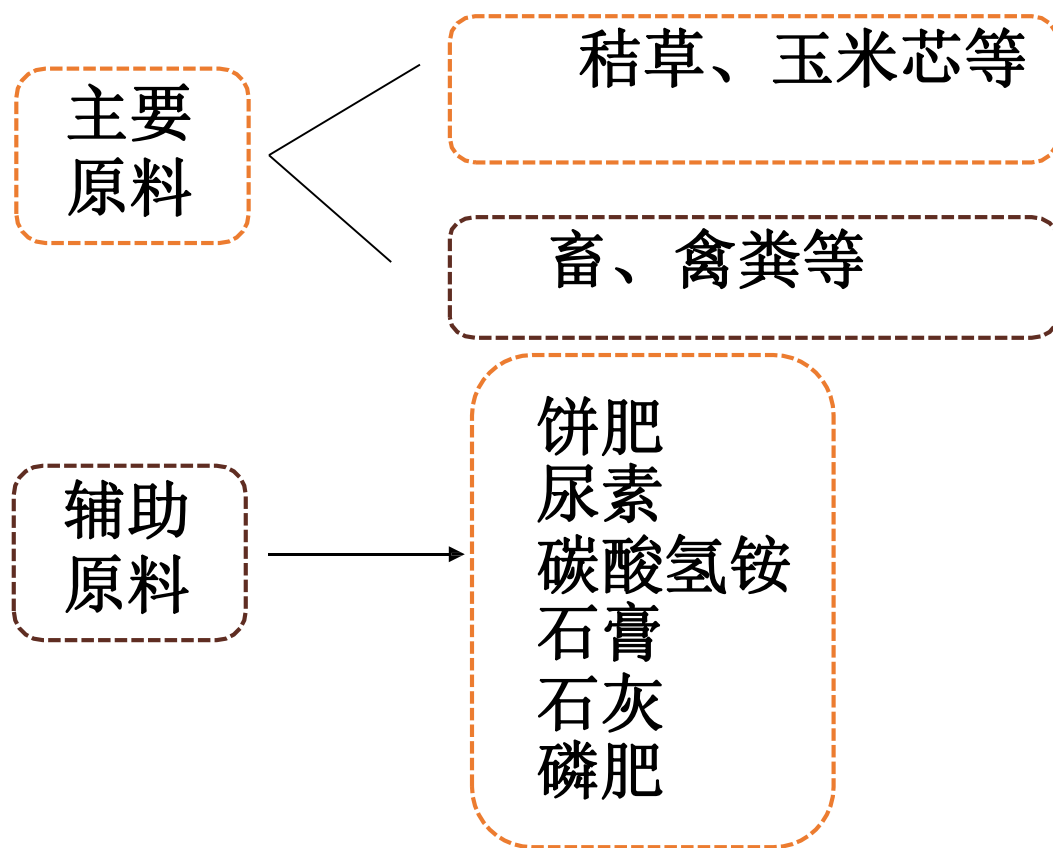 主要
原料
秸草、玉米芯等
畜、禽粪等
辅助
原料
饼肥
尿素
碳酸氢铵
石膏
石灰
磷肥